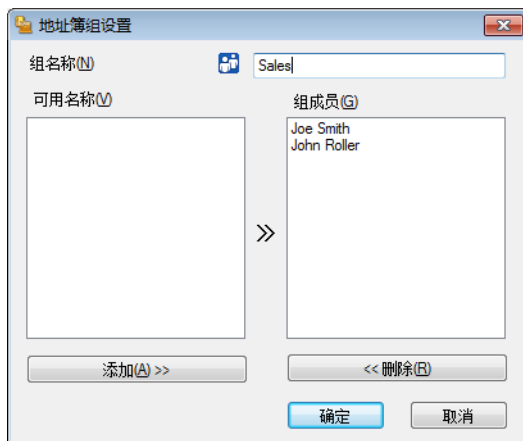 地址簿组设置
组名称(N) Sales
可用名称(V) 组成员(G)
Joe Smith
John Roller
添加(A) >> << 删除(R)
确定 取消